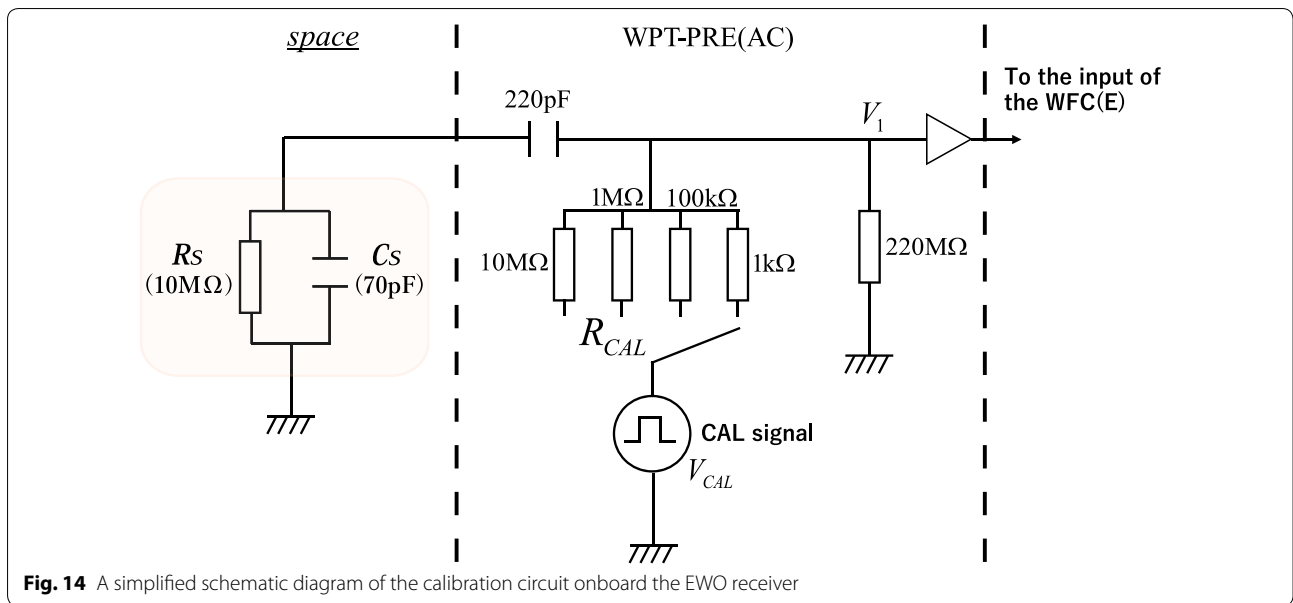 space
WPT-PRE(AC)
To the input of
the WFC(E)
220pF
V1
1MΩ
100kΩ
Rs
(10MΩ)
Cs
(70pF)
10MΩ
1kΩ
220MΩ
RCAL
CAL signal
VCAL
Fig. 14 A simplified schematic diagram of the calibration circuit onboard the EWO receiver